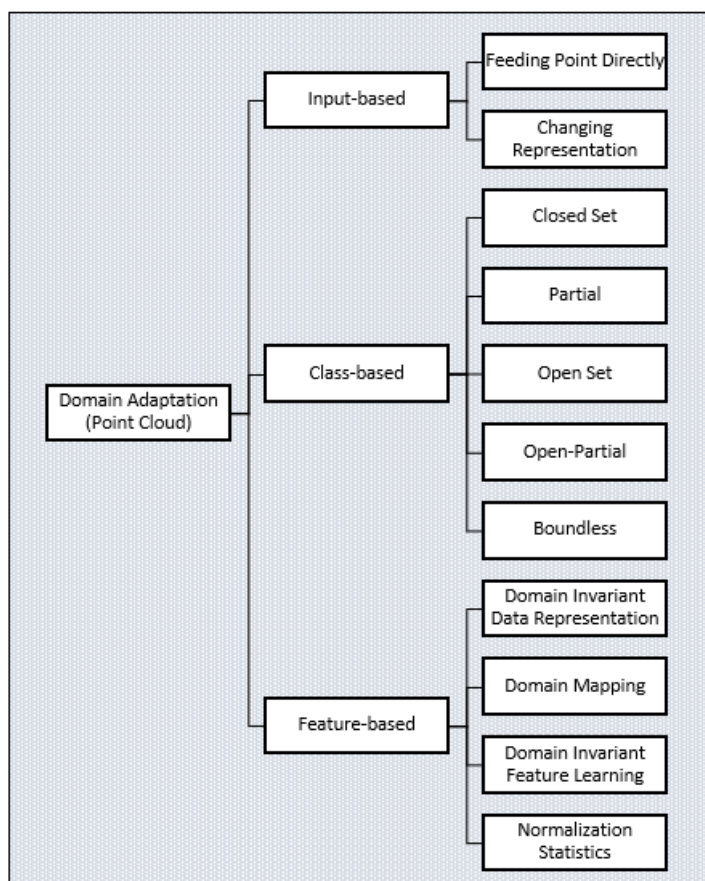 Domain Adaptation
(Point Cloud)
Input-based
Feeding Point Directly
Changing
Representation
Class-based
Closed Set
Partial
Open Set
Open-Partial
Boundless
Feature-based
Domain Invariant
Data Representation
Domain Mapping
Domain Invariant
Feature Learning
Normalization
Statistics